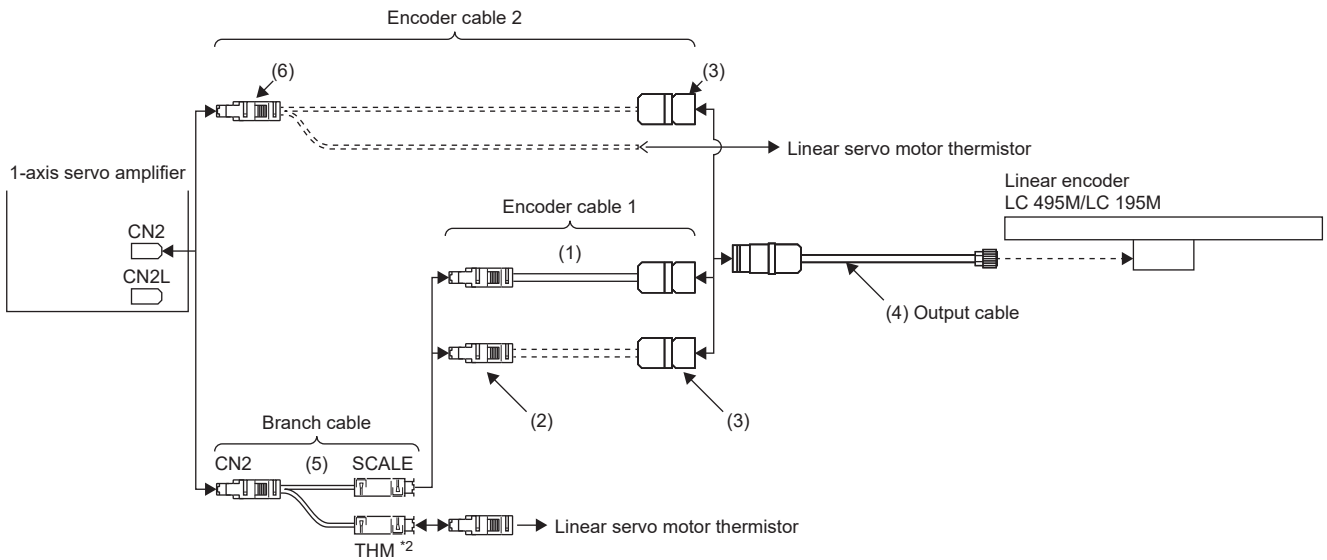 Encoder cable 2
(6)
(3)
Linear servo motor thermistor
1-axis servo amplifier
Linear encoder
LC 495M/LC 195M
Encoder cable 1
CN2
(1)
CN2L
(4) Output cable
(2)
(3)
Branch cable
CN2
(5)
SCALE
Linear servo motor thermistor
THM *2